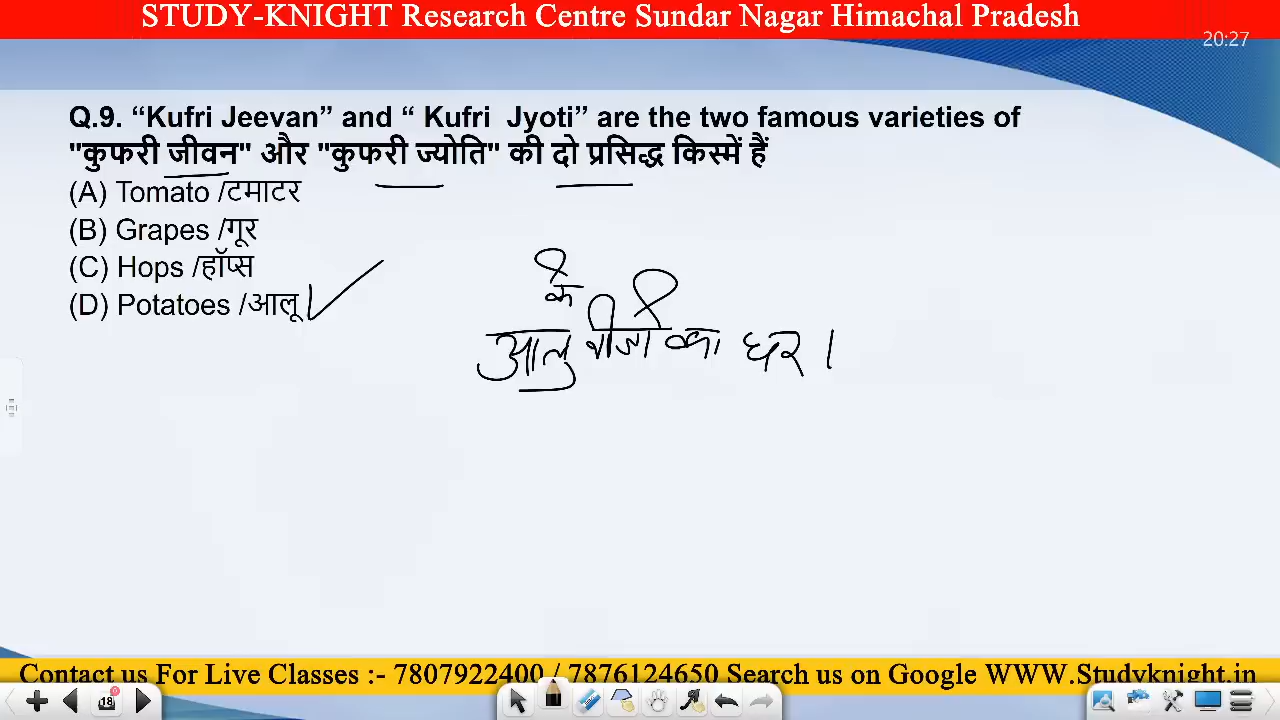 STUDY-KNIGHT Research Centre Sundar Nagar Himachal Pradesh
20:27
Q.9. “Kufri Jeevan” and “ Kufri Jyoti” are the two famous varieties of
"कुफरी जीवन" और "कुफरी ज्योति" की दो प्रसिद्ध किस्में हैं
(A) Tomato /टमाटर
(B) Grapes /गूर
(C) Hops /हॉप्स
(D) Potatoes /आलू
के
आलु बीजों का घर।
Contact us For Live Classes :- 7807922400 / 7876124650 Search us on Google WWW.Studyknight.in
18